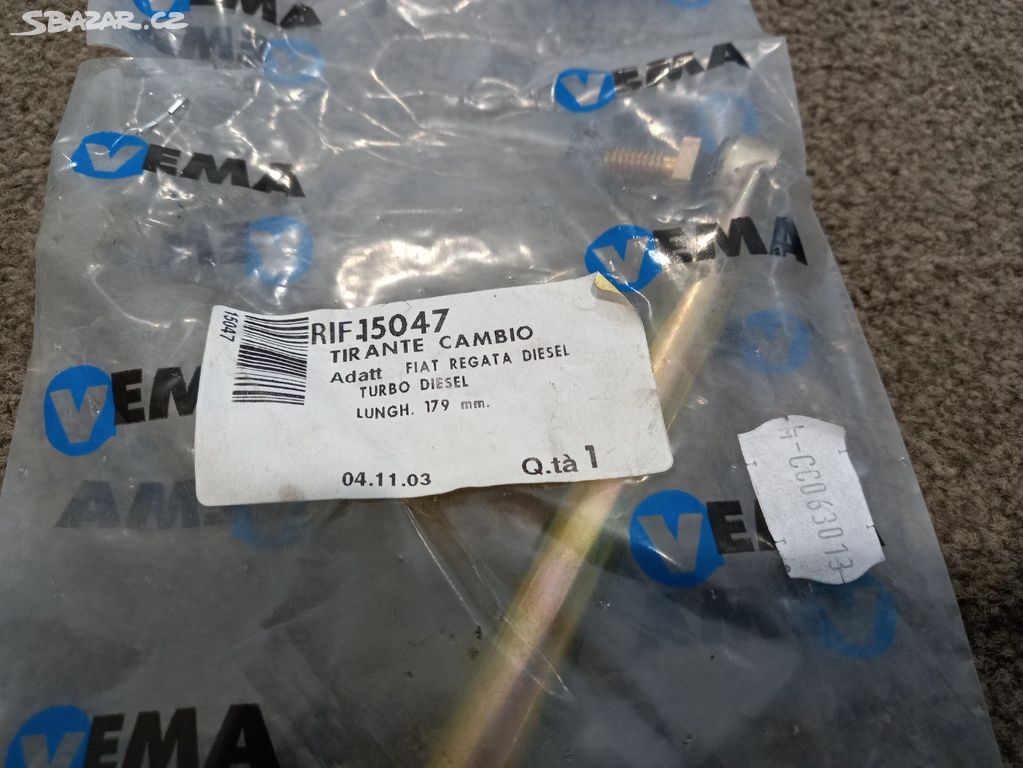 SBAZAR.CZ
VEMA
VEMA
VEMA
VEMA
15047
RIF.15047
TIRANTE CAMBIO
Adatt FIAT REGATA DIESEL
TURBO DIESEL
LUNGH. 179 mm.
04.11.03
Q.tà 1
VEMA
VEMA
VEMA